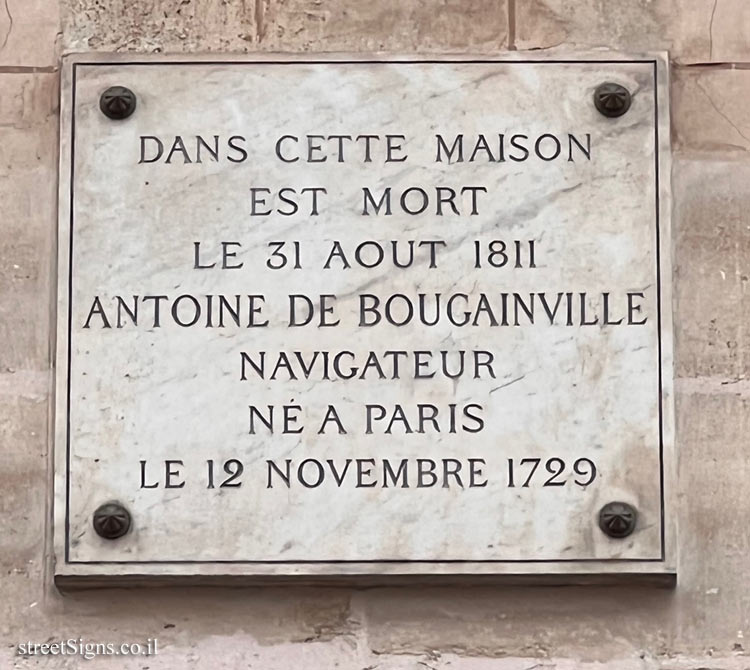 DANS CETTE MAISON
EST MORT
LE 31 AOUT 1811
ANTOINE DE BOUGAINVILLE
NAVIGATEUR
NÉ A PARIS
LE 12 NOVEMBRE 1729
streetSigns.co.il